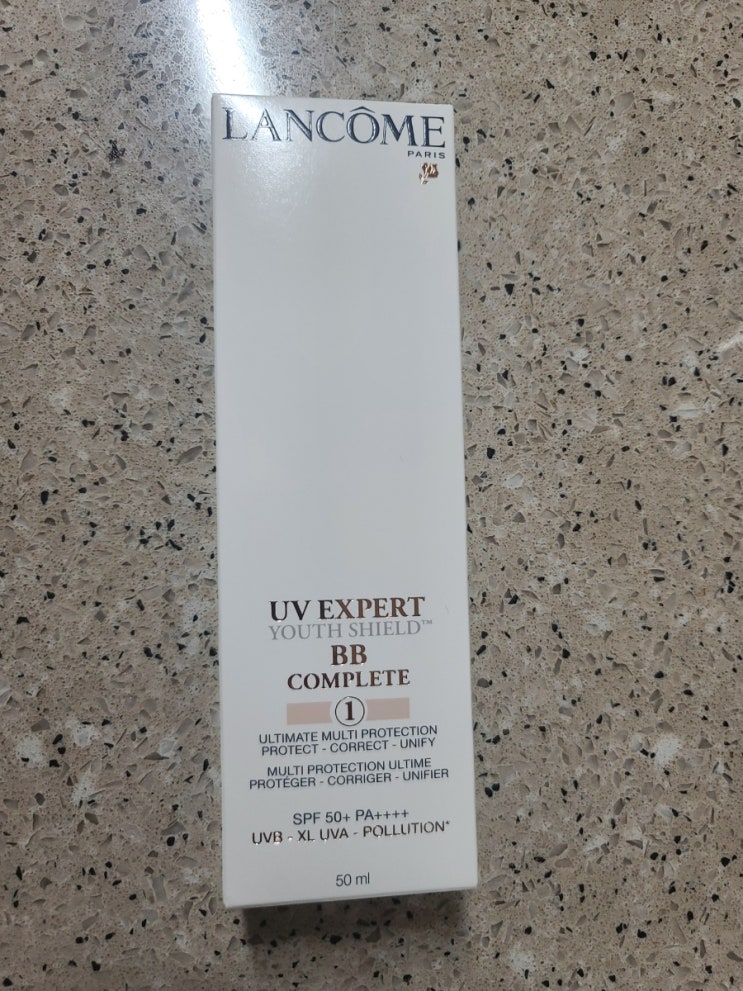 LANCÔME
PARIS
UV EXPERT
YOUTH SHIELD™
BB
COMPLETE
1
ULTIMATE MULTI PROTECTION
PROTECT - CORRECT - UNIFY
MULTI PROTECTION ULTIME
PROTÉGER - CORRIGER - UNIFIER
SPF 50+ PA++++
UVB - XL UVA - POLLUTION*
50 ml